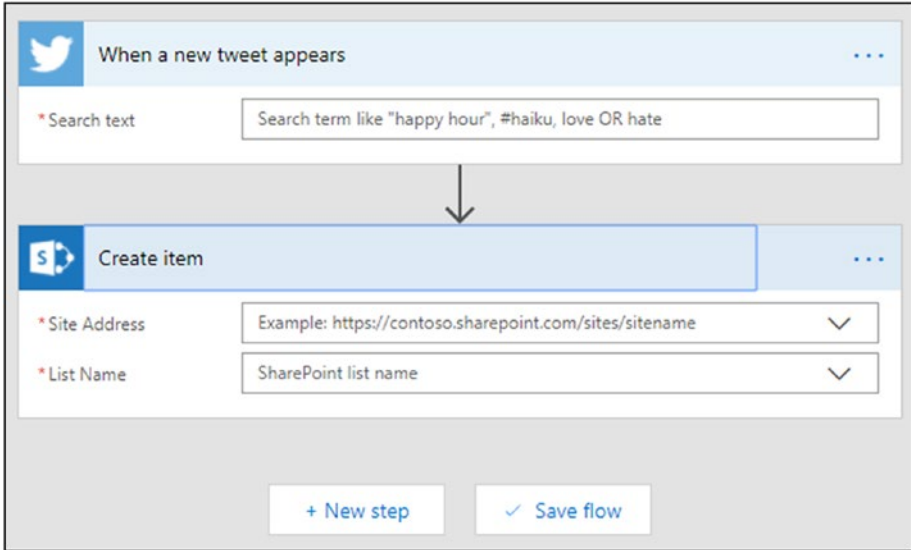 When a new tweet appears
...
* Search text
Search term like "happy hour", #haiku, love OR hate
S
Create item
...
* Site Address
Example: https://contoso.sharepoint.com/sites/sitename
* List Name
SharePoint list name
+ New step
✓ Save flow